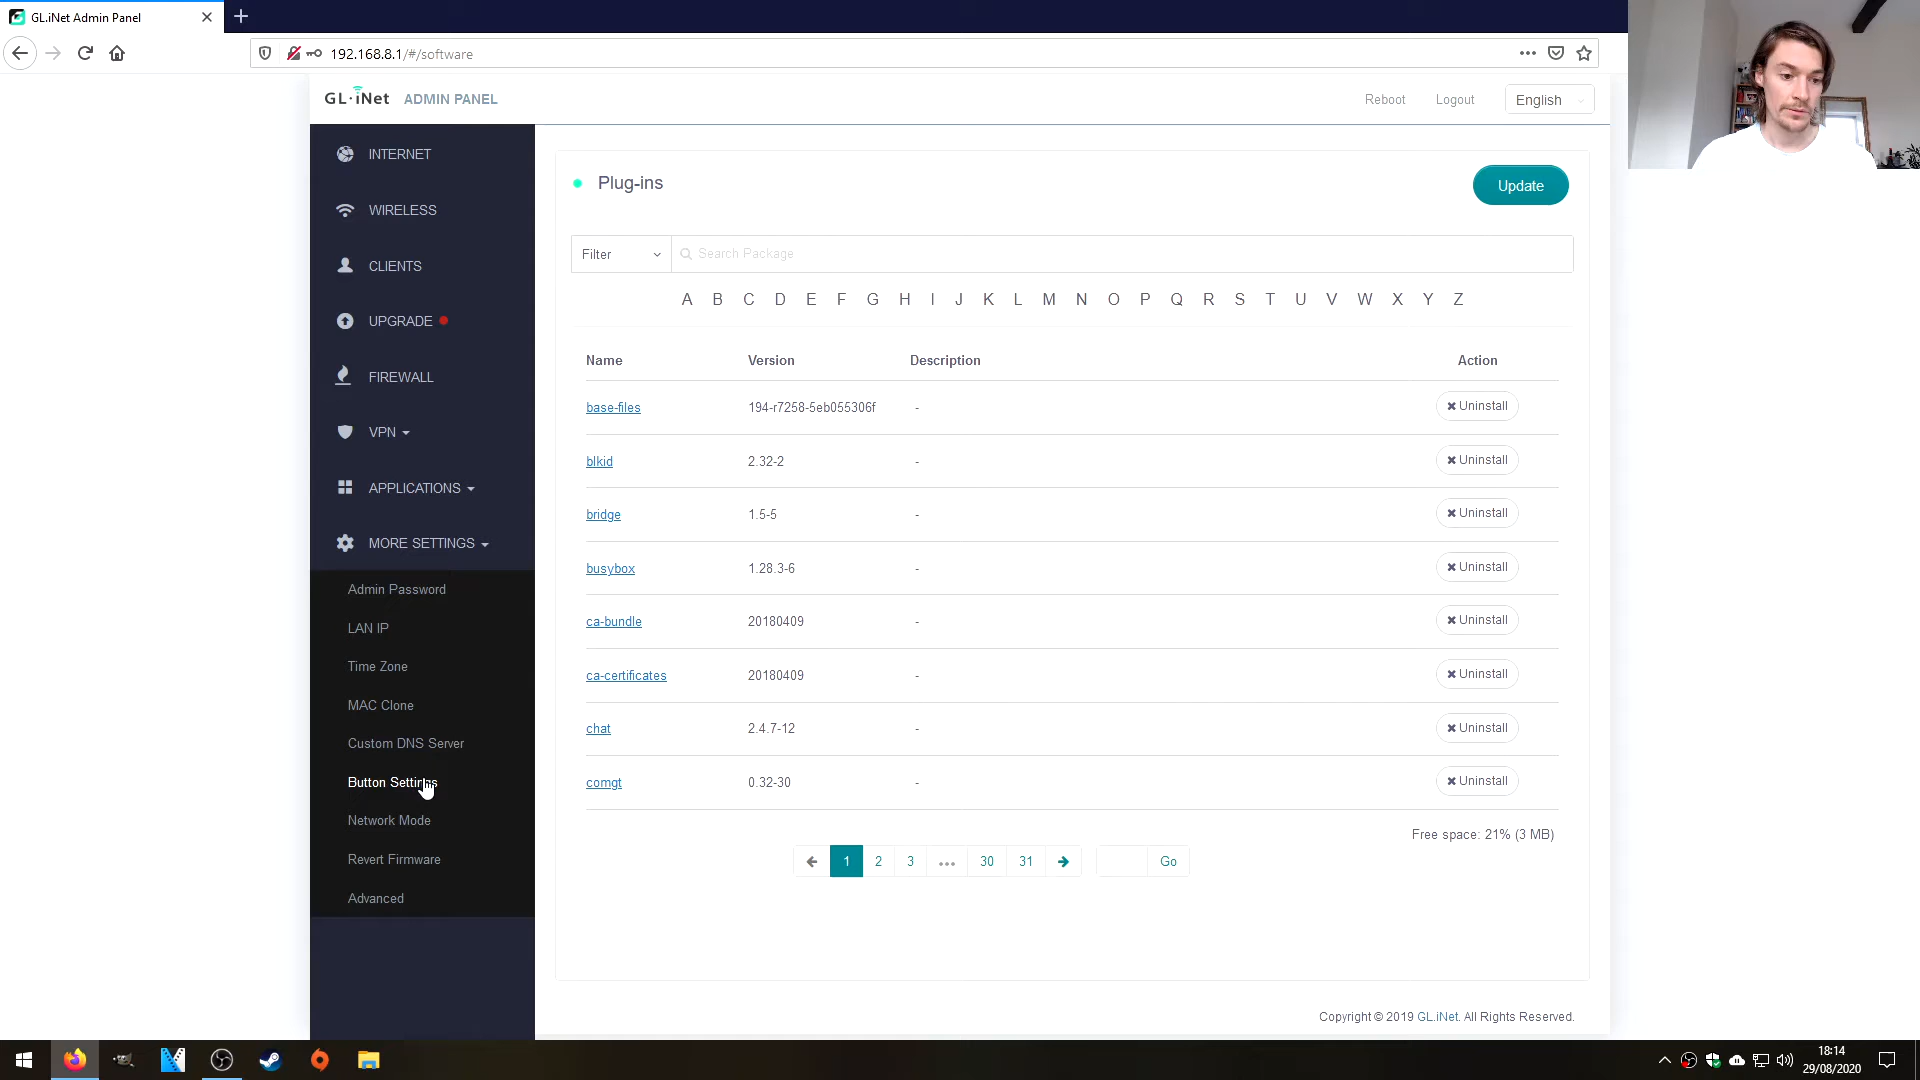 GL.iNet Admin Panel
192.168.8.1/#/software
GL·iNet ADMIN PANEL
Reboot
Logout
English
INTERNET
WIRELESS
CLIENTS
UPGRADE
FIREWALL
VPN
APPLICATIONS
MORE SETTINGS
Admin Password
LAN IP
Time Zone
MAC Clone
Custom DNS Server
Button Settings
Network Mode
Revert Firmware
Advanced
Plug-ins
Update
Filter
Search Package
A B C D E F G H I J K L M N O P Q R S T U V W X Y Z
Name Version Description Action
base-files 194-r7258-5eb055306f - Uninstall
blkid 2.32-2 - Uninstall
bridge 1.5-5 - Uninstall
busybox 1.28.3-6 - Uninstall
ca-bundle 20180409 - Uninstall
ca-certificates 20180409 - Uninstall
chat 2.4.7-12 - Uninstall
comgt 0.32-30 - Uninstall
Free space: 21% (3 MB)
1 2 3 ... 30 31 Go
Copyright © 2019 GL.iNet. All Rights Reserved.
18:14
29/08/2020